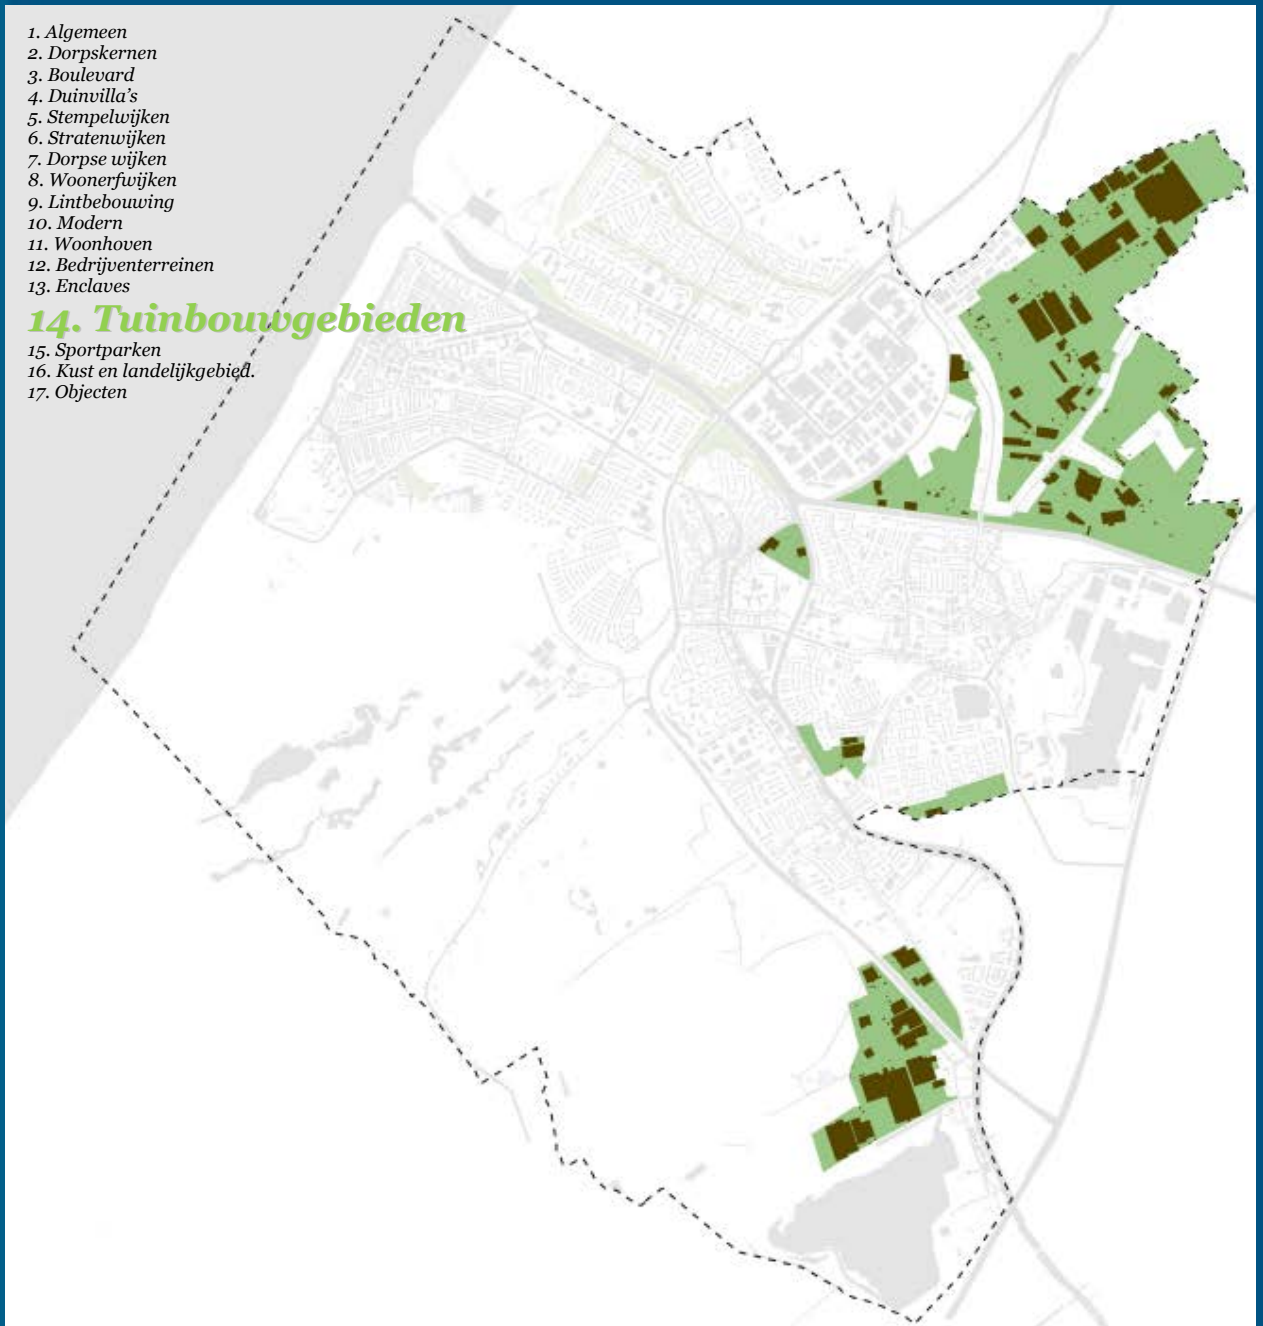 1. Algemeen
2. Dorpskernen
3. Boulevard
4. Duinvilla's
5. Stempelwijken
6. Stratenwijken
7. Dorpse wijken
8. Woonerfwijken
9. Lintbebouwing
10. Modern
11. Woonhoven
12. Bedrijventerreinen
13. Enclaves
14. Tuinbouwgebieden
15. Sportparken
16. Kust en landelijkgebied.
17. Objecten